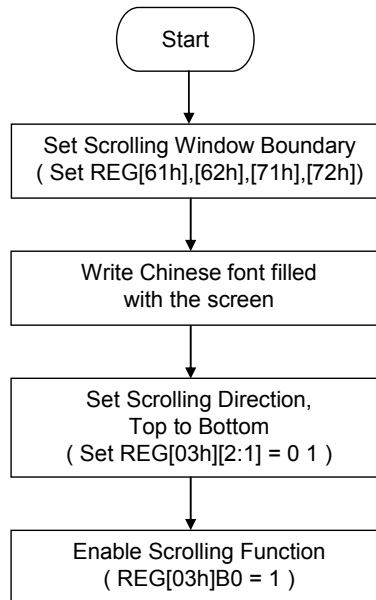 Start
Set Scrolling Window Boundary
( Set REG[61h],[62h],[71h],[72h])
Write Chinese font filled
with the screen
Set Scrolling Direction,
Top to Bottom
( Set REG[03h][2:1] = 0 1 )
Enable Scrolling Function
( REG[03h]B0 = 1 )